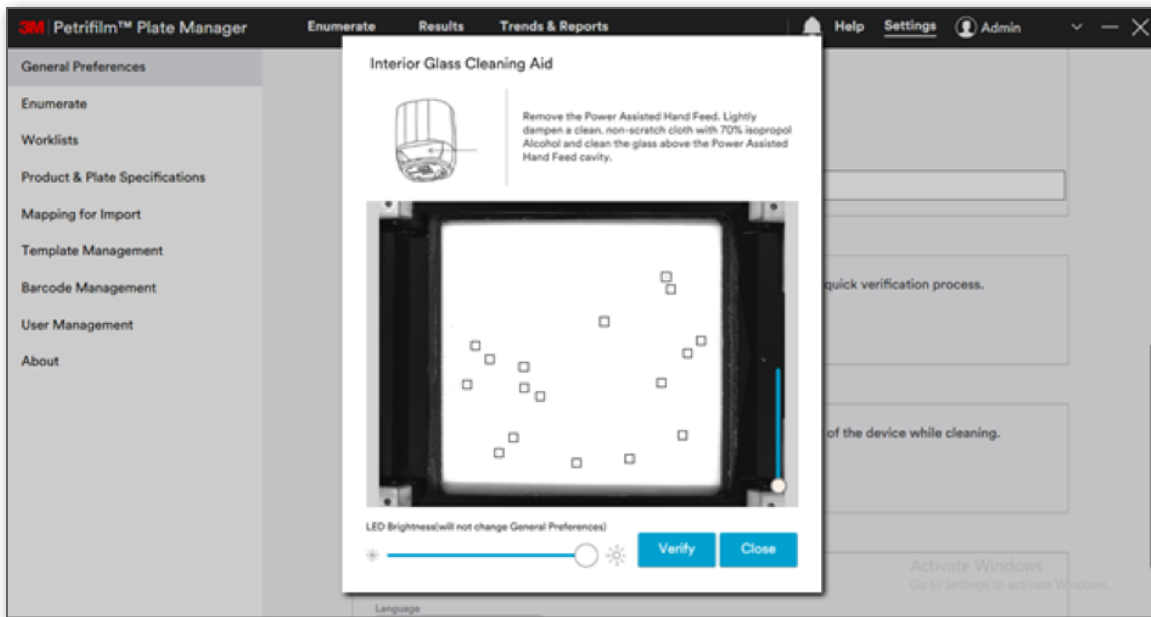 3M Petrifilm™ Plate Manager
Enumerate
Results
Trends & Reports
Help
Settings
Admin
General Preferences
Enumerate
Worklists
Product & Plate Specifications
Mapping for Import
Template Management
Barcode Management
User Management
About
Interior Glass Cleaning Aid
Remove the Power Assisted Hand Feed. Lightly
dampen a clean, non-scratch cloth with 70% isopropol
Alcohol and clean the glass above the Power Assisted
Hand Feed cavity.
quick verification process.
of the device while cleaning.
LED Brightness(will not change General Preferences)
Verify
Close
Activate Windows
Go to Settings to activate Windows.
Language